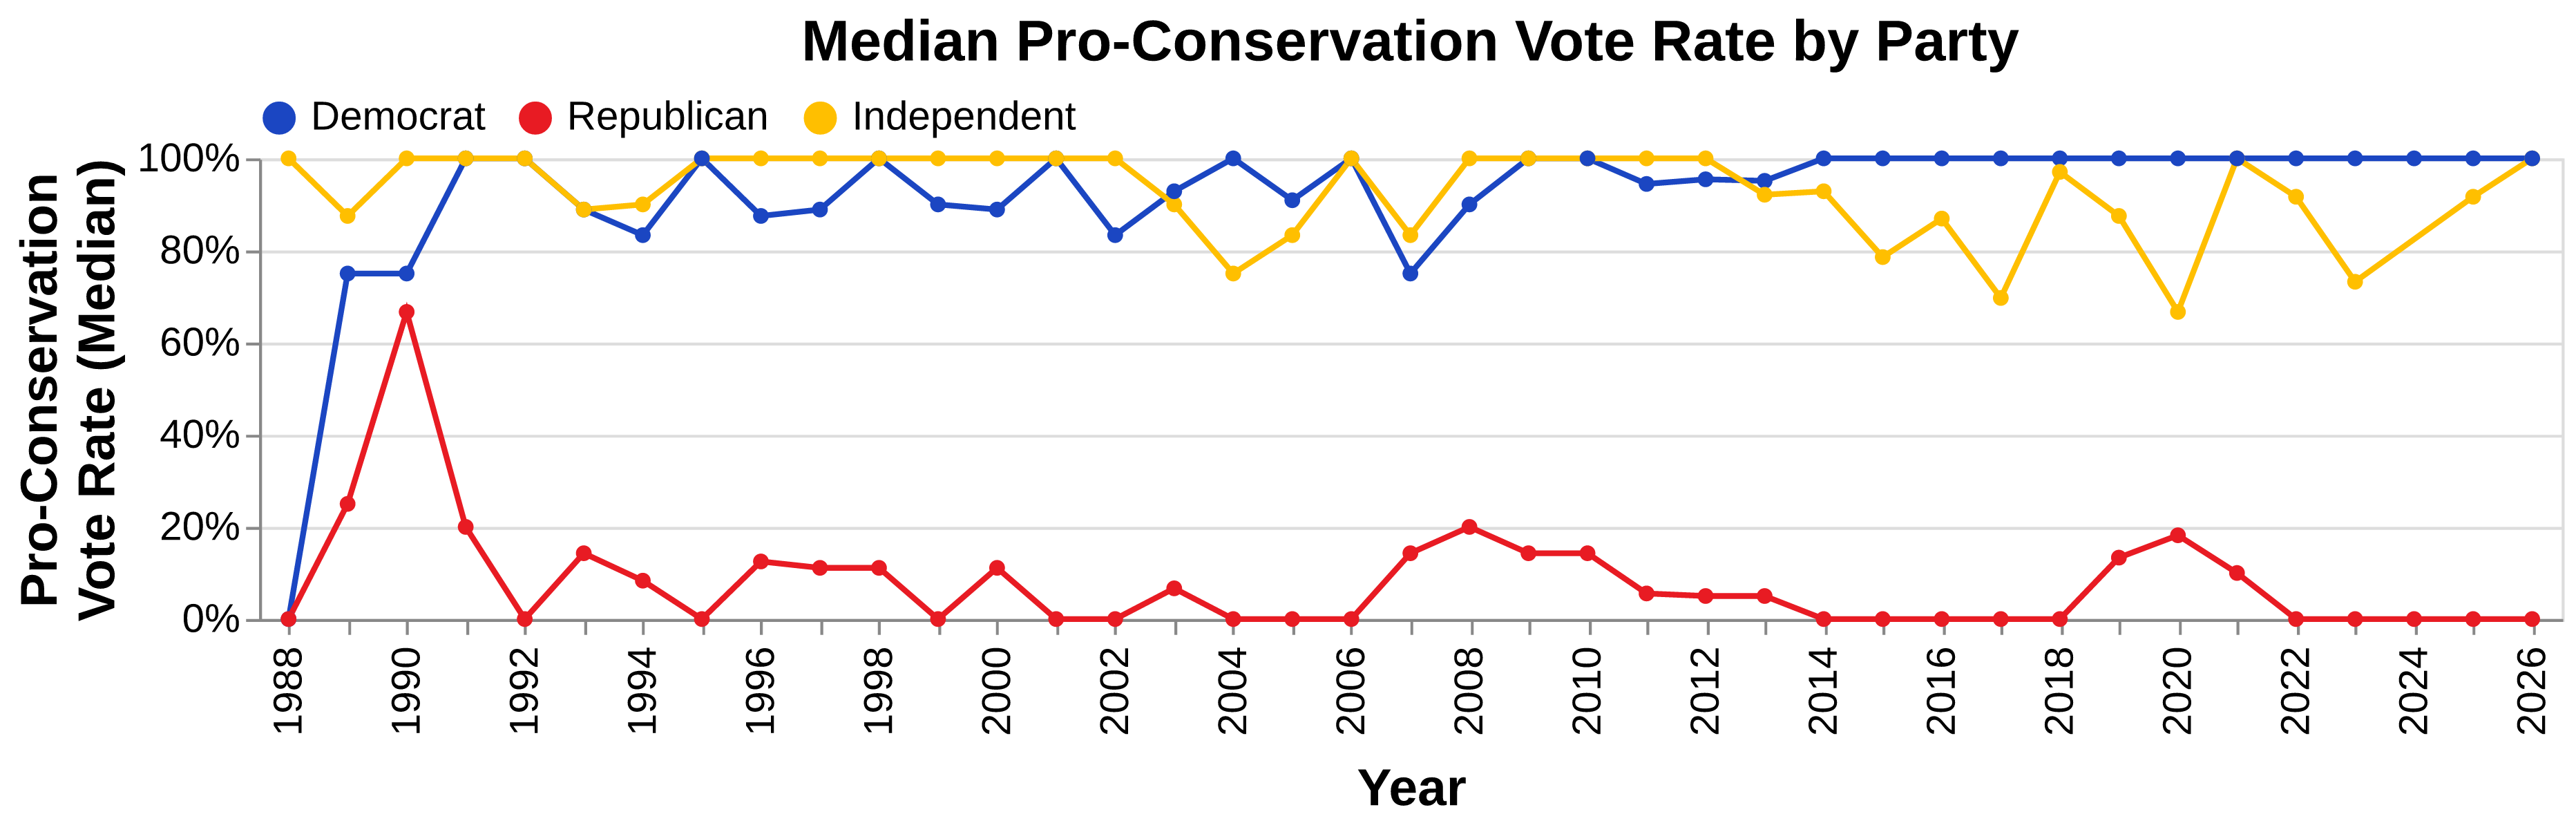 Median Pro-Conservation Vote Rate by Party
Democrat Republican Independent
Pro-Conservation
Vote Rate (Median)
100%
80%
60%
40%
20%
0%
1988 1990 1992 1994 1996 1998 2000 2002 2004 2006 2008 2010 2012 2014 2016 2018 2020 2022 2024 2026
Year